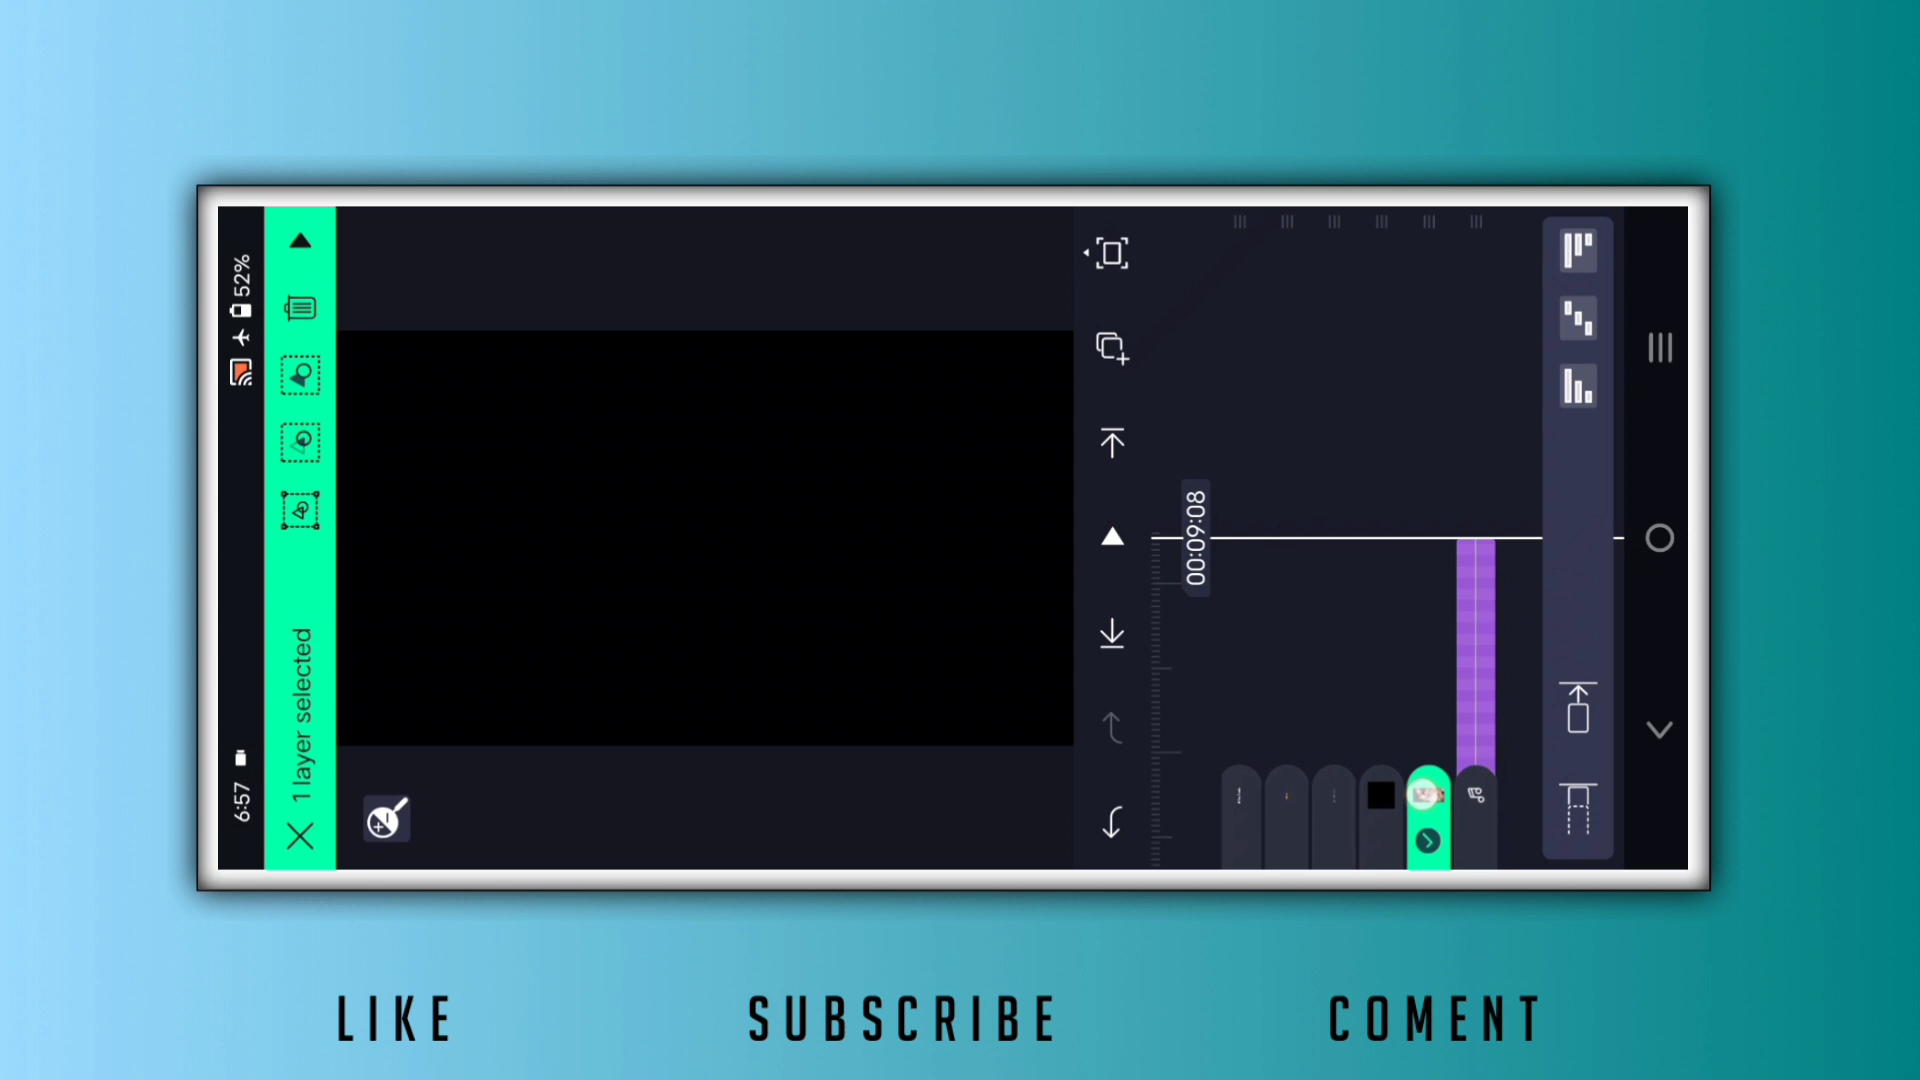 6:57
52%
1 layer selected
00:09:08
LIKE
SUBSCRIBE
COMENT